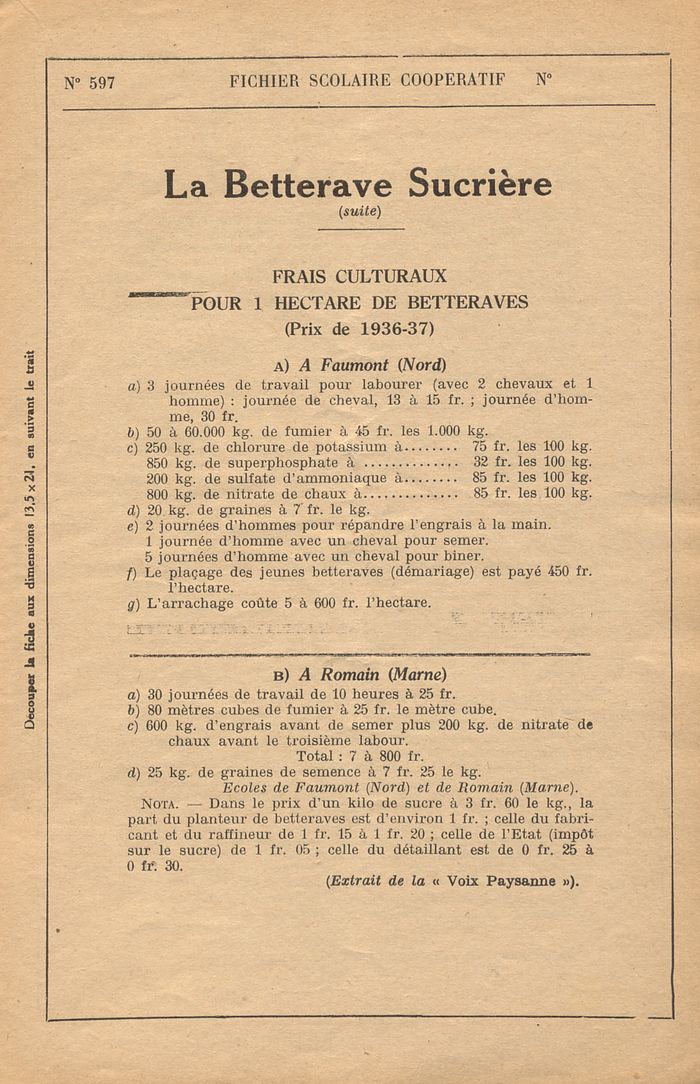 N° 597 FICHIER SCOLAIRE COOPERATIF N°
La Betterave Sucrière
(suite)
FRAIS CULTURAUX
POUR 1 HECTARE DE BETTERAVES
(Prix de 1936-37)
A) A Faumont (Nord)
a) 3 journées de travail pour labourer (avec 2 chevaux et 1
homme) : journée de cheval, 13 à 15 fr. ; journée d'hom-
me, 30 fr.
b) 50 à 60.000 kg. de fumier à 45 fr. les 1.000 kg.
c) 250 kg. de chlorure de potassium à........ 75 fr. les 100 kg.
850 kg. de superphosphate à .............. 32 fr. les 100 kg.
200 kg. de sulfate d'ammoniaque à........ 85 fr. les 100 kg.
800 kg. de nitrate de chaux à.............. 85 fr. les 100 kg.
d) 20 kg. de graines à 7 fr. le kg.
e) 2 journées d'hommes pour répandre l'engrais à la main.
1 journée d'homme avec un cheval pour semer.
5 journées d'homme avec un cheval pour biner.
f) Le plaçage des jeunes betteraves (démariage) est payé 450 fr.
l'hectare.
g) L'arrachage coûte 5 à 600 fr. l'hectare.
B) A Romain (Marne)
a) 30 journées de travail de 10 heures à 25 fr.
b) 80 mètres cubes de fumier à 25 fr. le mètre cube.
c) 600 kg. d'engrais avant de semer plus 200 kg. de nitrate de
chaux avant le troisième labour.
Total : 7 à 800 fr.
d) 25 kg. de graines de semence à 7 fr. 25 le kg.
Ecoles de Faumont (Nord) et de Romain (Marne).
NOTA. — Dans le prix d'un kilo de sucre à 3 fr. 60 le kg., la
part du planteur de betteraves est d'environ 1 fr. ; celle du fabri-
cant et du raffineur de 1 fr. 15 à 1 fr. 20 ; celle de l'Etat (impôt
sur le sucre) de 1 fr. 05 ; celle du détaillant est de 0 fr. 25 à
0 fr. 30.
(Extrait de la « Voix Paysanne »).
Découper la fiche aux dimensions 13,5 x 21, en suivant le trait